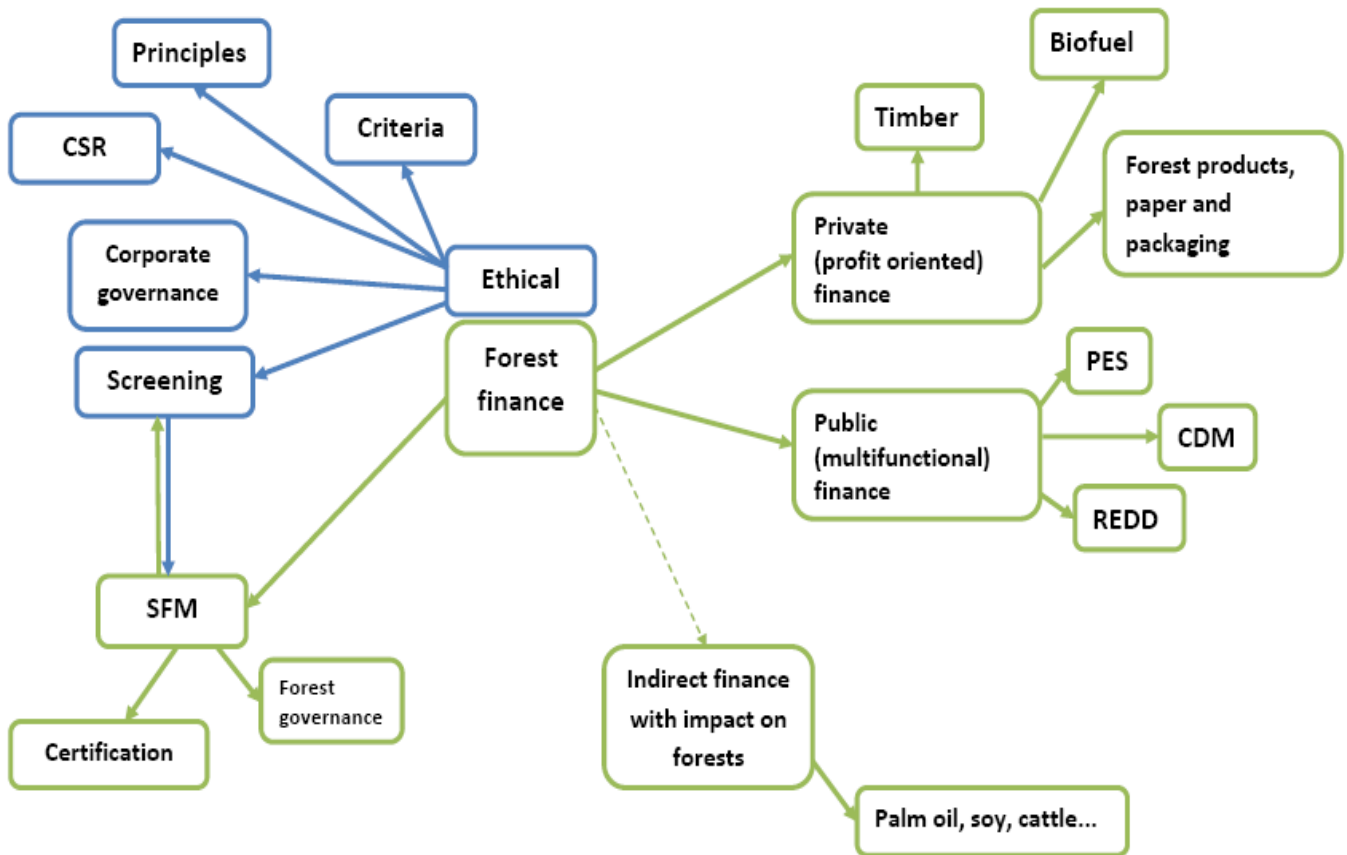 Principles
Biofuel
Timber
Criteria
CSR
Forest products,
paper and
packaging
Private
(profit oriented)
finance
Corporate
governance
Ethical
Forest
finance
Screening
PES
Public
(multifunctional)
finance
CDM
REDD
SFM
Forest
governance
Indirect finance
with impact on
forests
Certification
Palm oil, soy, cattle...